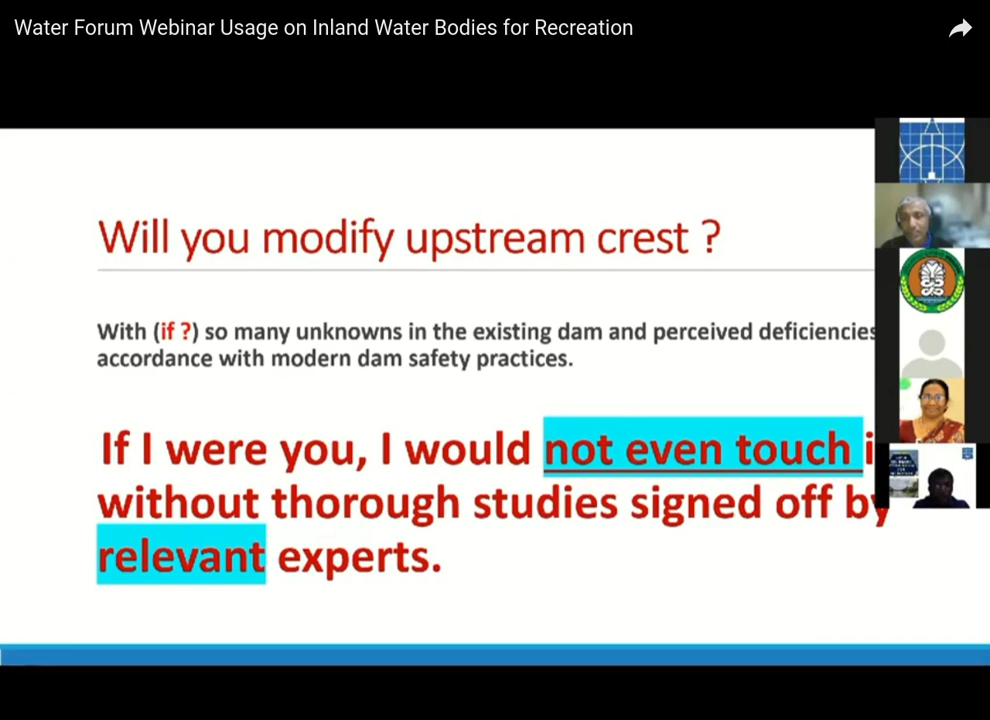 Water Forum Webinar Usage on Inland Water Bodies for Recreation
Will you modify upstream crest ?
With (if ?) so many unknowns in the existing dam and perceived deficiencies
accordance with modern dam safety practices.
If I were you, I would not even touch
without thorough studies signed off by
relevant experts.